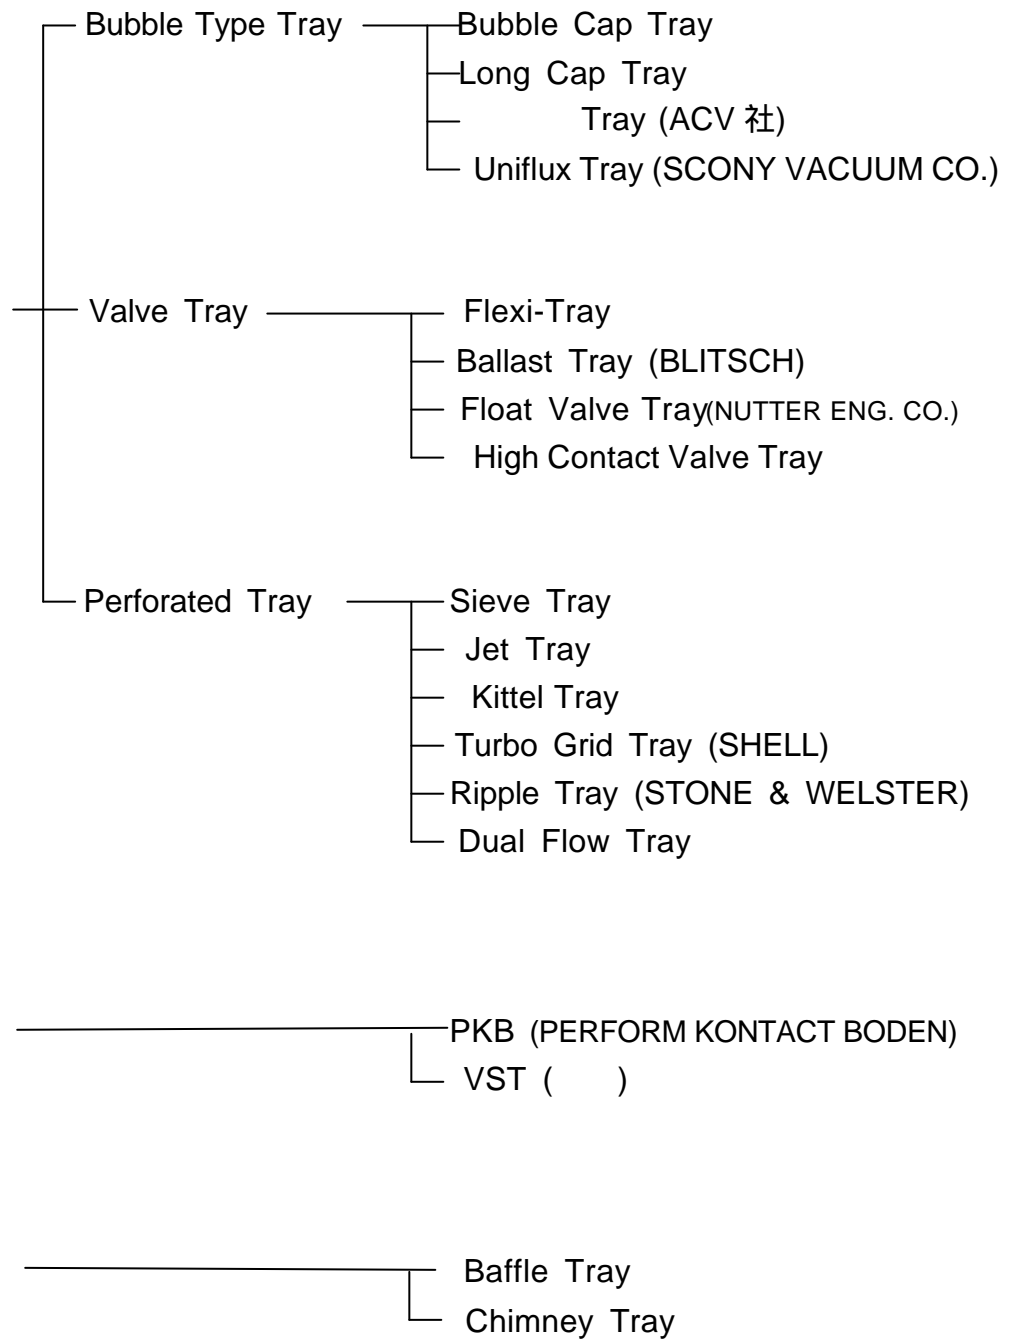 Bubble Type Tray Bubble Cap Tray
Long Cap Tray
Tray (ACV 社)
Uniflux Tray (SCONY VACUUM CO.)
Valve Tray Flexi-Tray
Ballast Tray (BLITSCH)
Float Valve Tray(NUTTER ENG. CO.)
High Contact Valve Tray
Perforated Tray Sieve Tray
Jet Tray
Kittel Tray
Turbo Grid Tray (SHELL)
Ripple Tray (STONE & WELSTER)
Dual Flow Tray
PKB (PERFORM KONTACT BODEN)
VST ( )
Baffle Tray
Chimney Tray